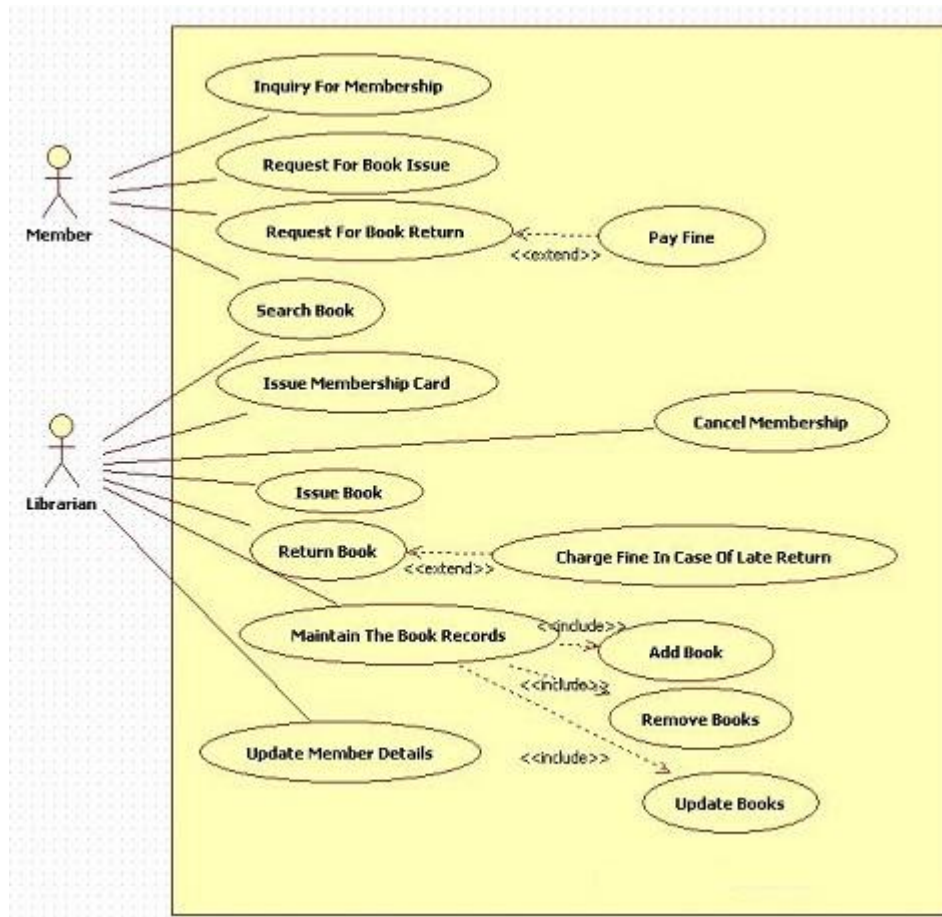 Inquiry For Membership
Request For Book Issue
Member
Request For Book Return
Pay Fine
<<extend>>
Search Book
Issue Membership Card
Cancel Membership
Librarian
Issue Book
Return Book
Charge Fine In Case Of Late Return
<<extend>>
Maintain The Book Records
<<include>>
Add Book
<<include>>
Remove Books
Update Member Details
<<include>>
Update Books